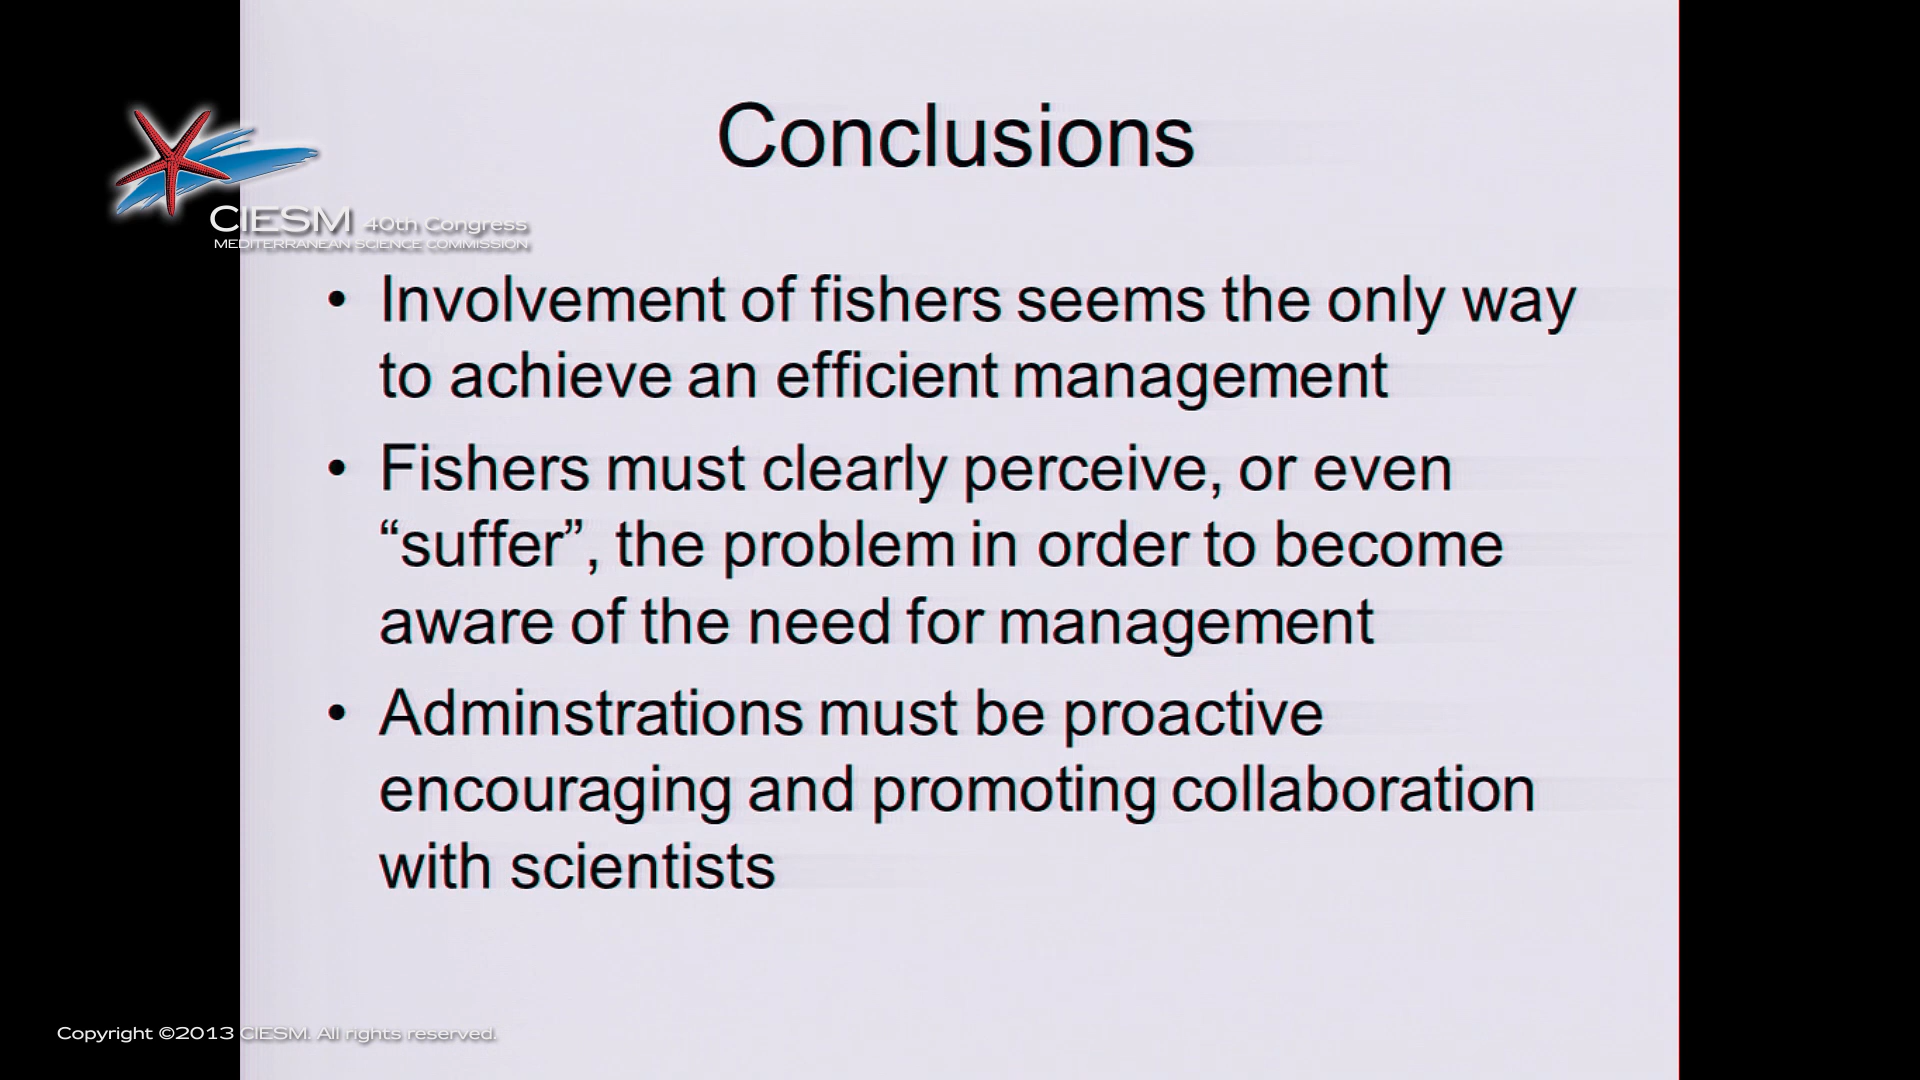 Conclusions
CIESM 40th Congress
MEDITERRANEAN SCIENCE COMMISSION
• Involvement of fishers seems the only way
to achieve an efficient management
• Fishers must clearly perceive, or even
“suffer”, the problem in order to become
aware of the need for management
• Adminstrations must be proactive
encouraging and promoting collaboration
with scientists
Copyright ©2013 CIESM. All rights reserved.